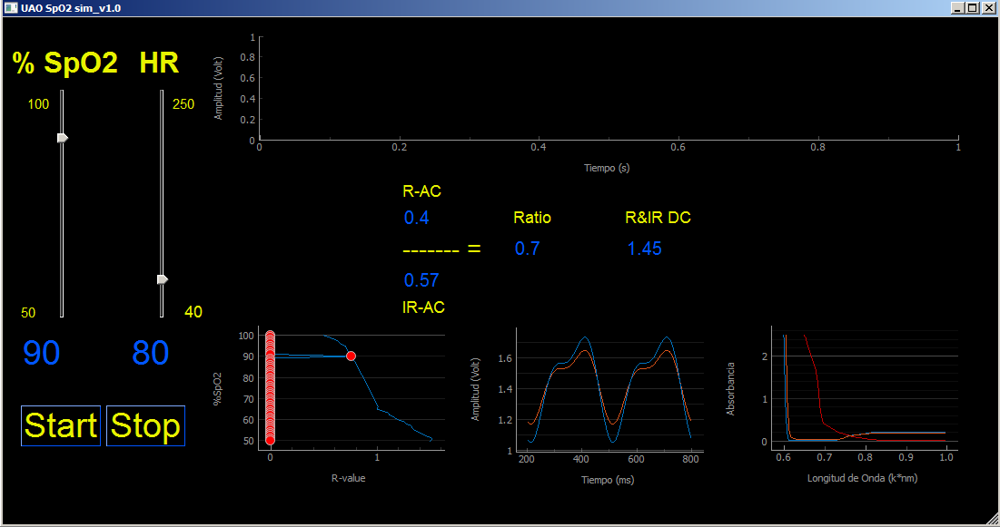 UAO SpO2 sim_v1.0
% SpO2 HR
100 250
50 40
90 80
Start Stop
Amplitud (Volt)
1
0.8
0.6
0.4
0.2
0
0 0.2 0.4 0.6 0.8 1
Tiempo (s)
R-AC
0.4
------- =
0.57
IR-AC
Ratio
0.7
R&IR DC
1.45
%SpO2
100
90
80
70
60
50
0 1
R-value
Amplitud (Volt)
1.6
1.4
1.2
1
200 400 600 800
Tiempo (ms)
Absorbancia
2
1
0
0.6 0.7 0.8 0.9 1.0
Longitud de Onda (k*nm)